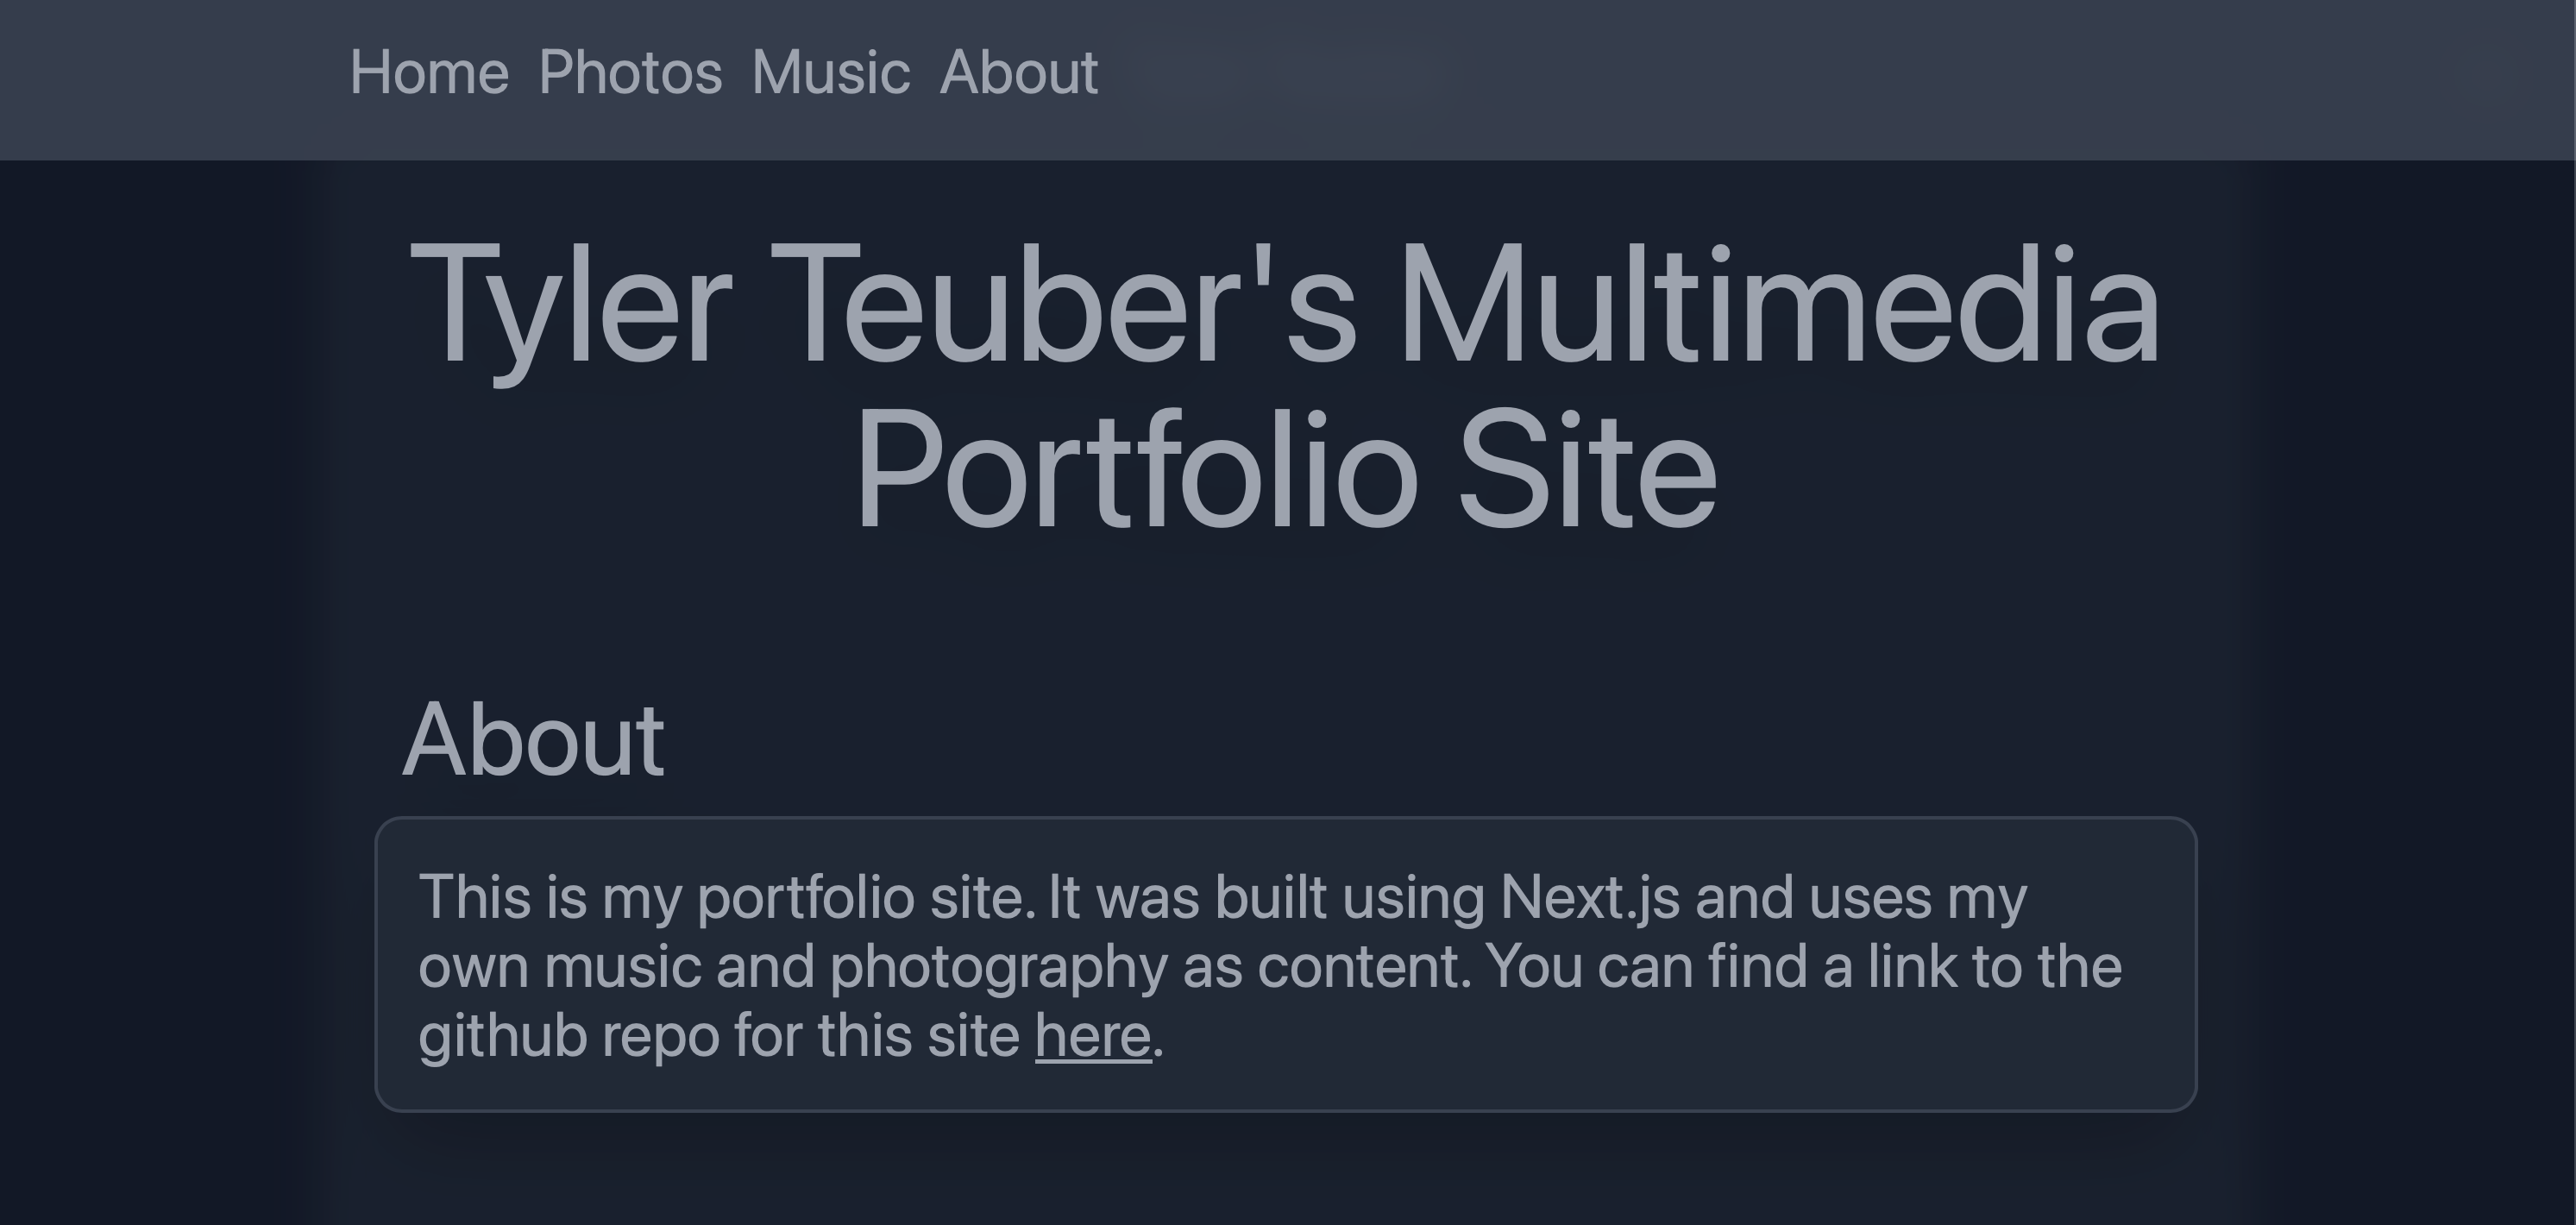 Home Photos Music About
Tyler Teuber's Multimedia
Portfolio Site
About
This is my portfolio site. It was built using Next.js and uses my
own music and photography as content. You can find a link to the
github repo for this site here.